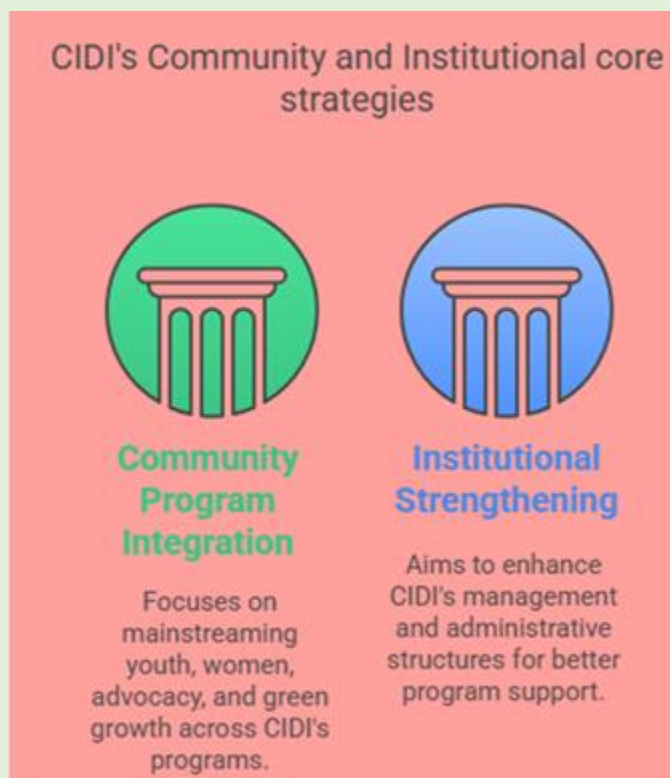 CIDI's Community and Institutional core
strategies
Community
Program
Integration
Focuses on
mainstreaming
youth, women,
advocacy, and green
growth across CIDI's
programs.
Institutional
Strengthening
Aims to enhance
CIDI's management
and administrative
structures for better
program support.